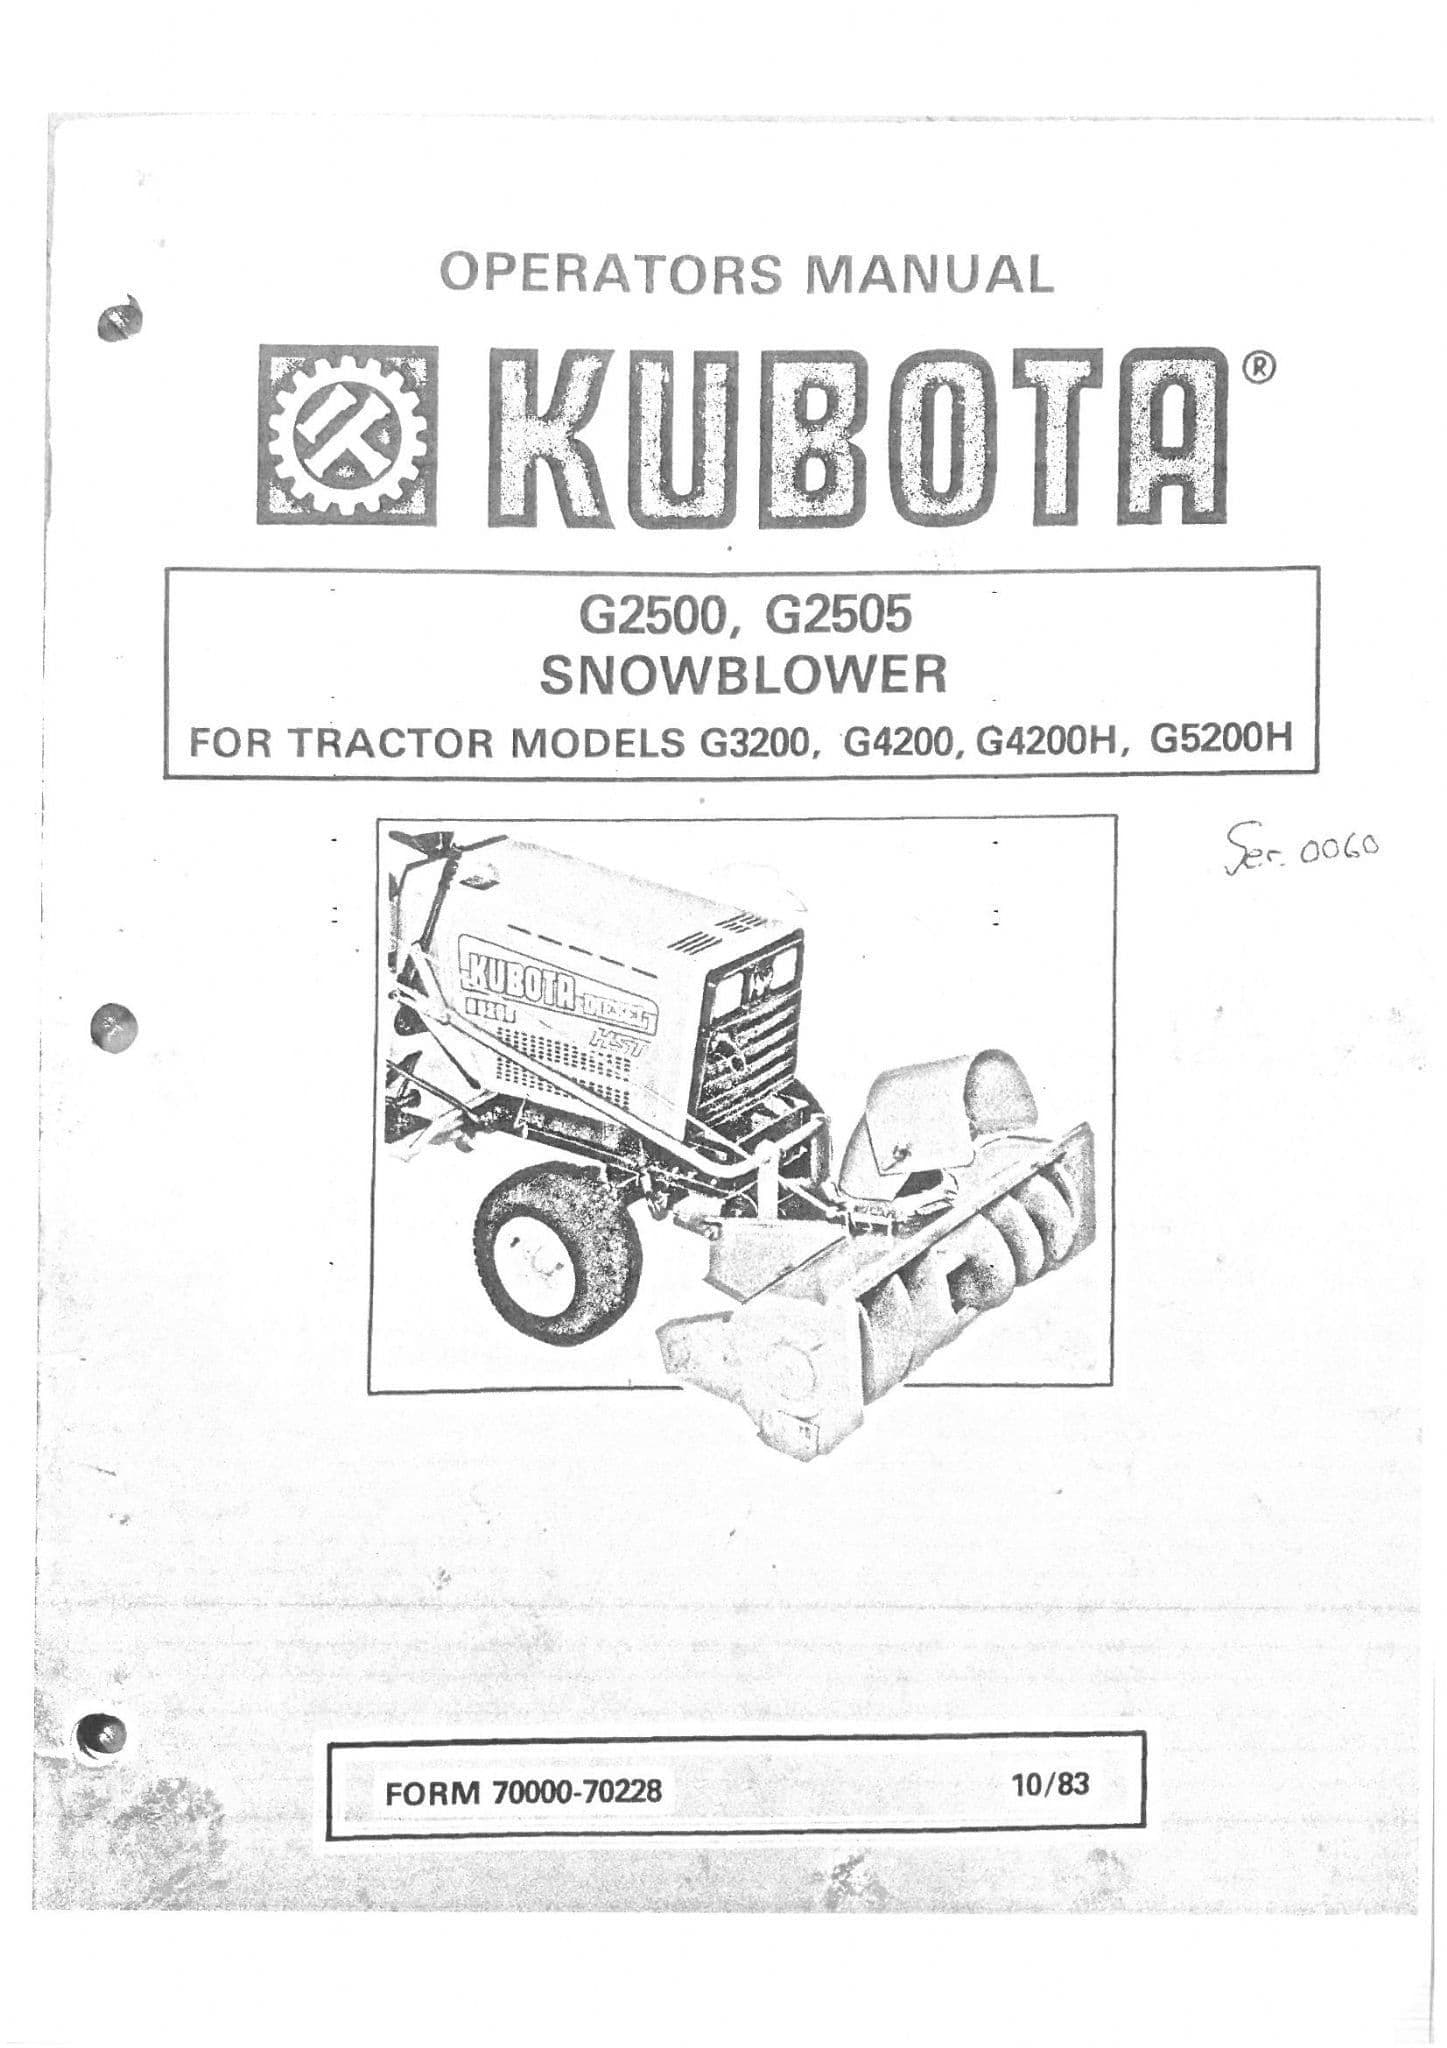 OPERATORS MANUAL
KUBOTA®
G2500, G2505
SNOWBLOWER
FOR TRACTOR MODELS G3200, G4200, G4200H, G5200H
Ser. 0060
KUBOTA DIESEL
HST
FORM 70000-70228 10/83